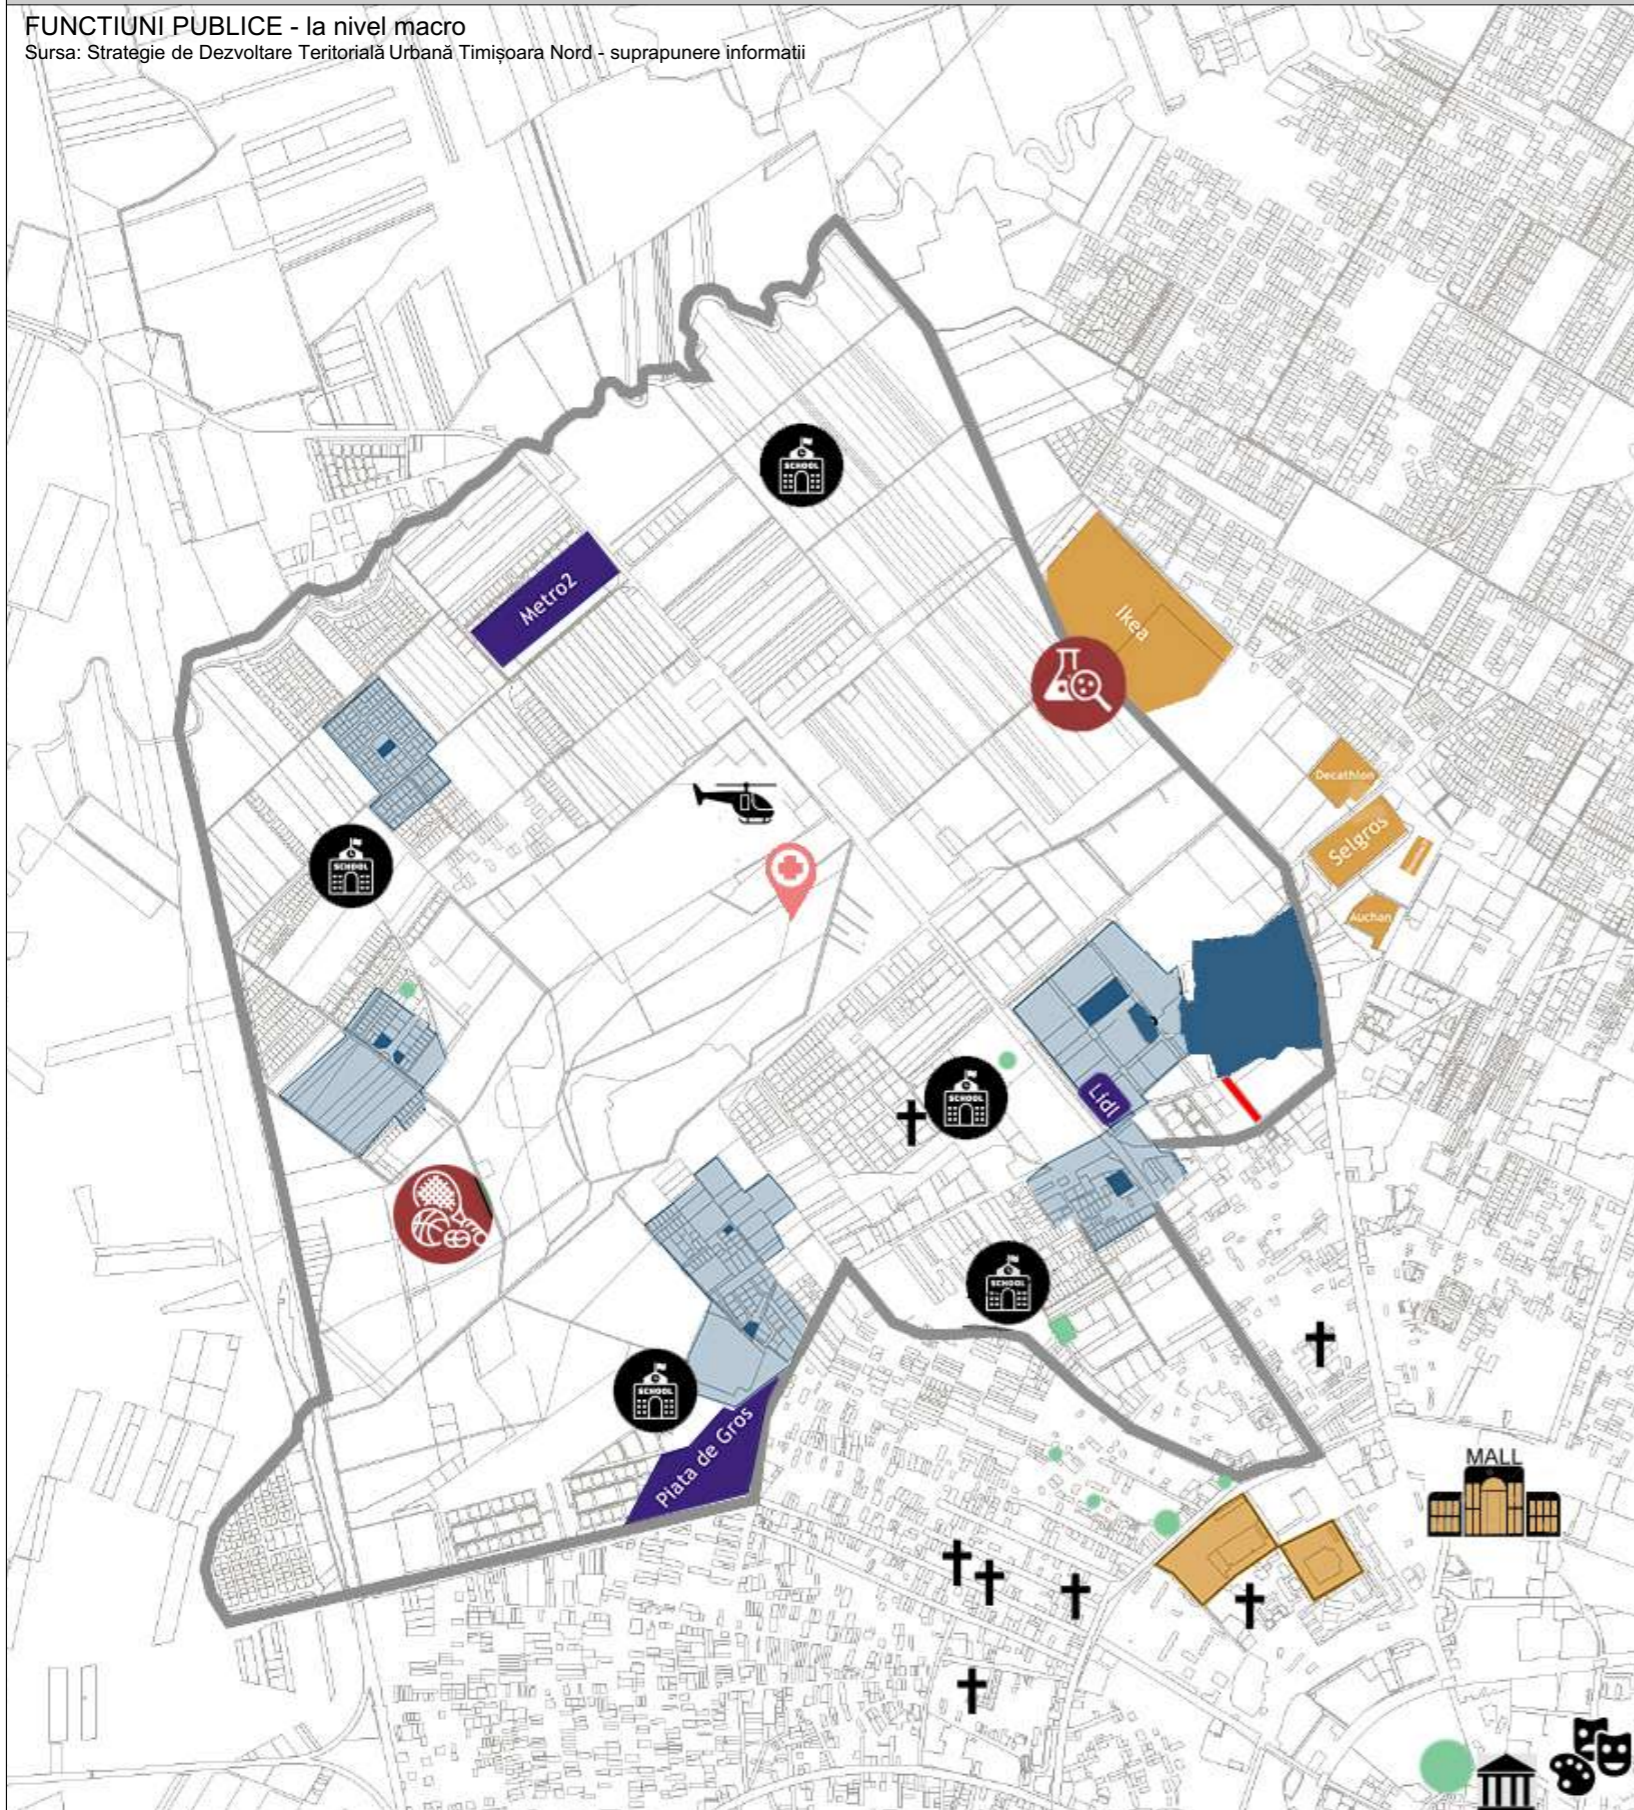 FUNCTIUNI PUBLICE - la nivel macro
Sursa: Strategie de Dezvoltare Teritorială Urbană Timișoara Nord - suprapunere informatii
SCHOOL
Metro2
Ikea
Decathlon
Selgros
SCHOOL
Auchan
Lidl
SCHOOL
SCHOOL
SCHOOL
Piata de Gros
MALL